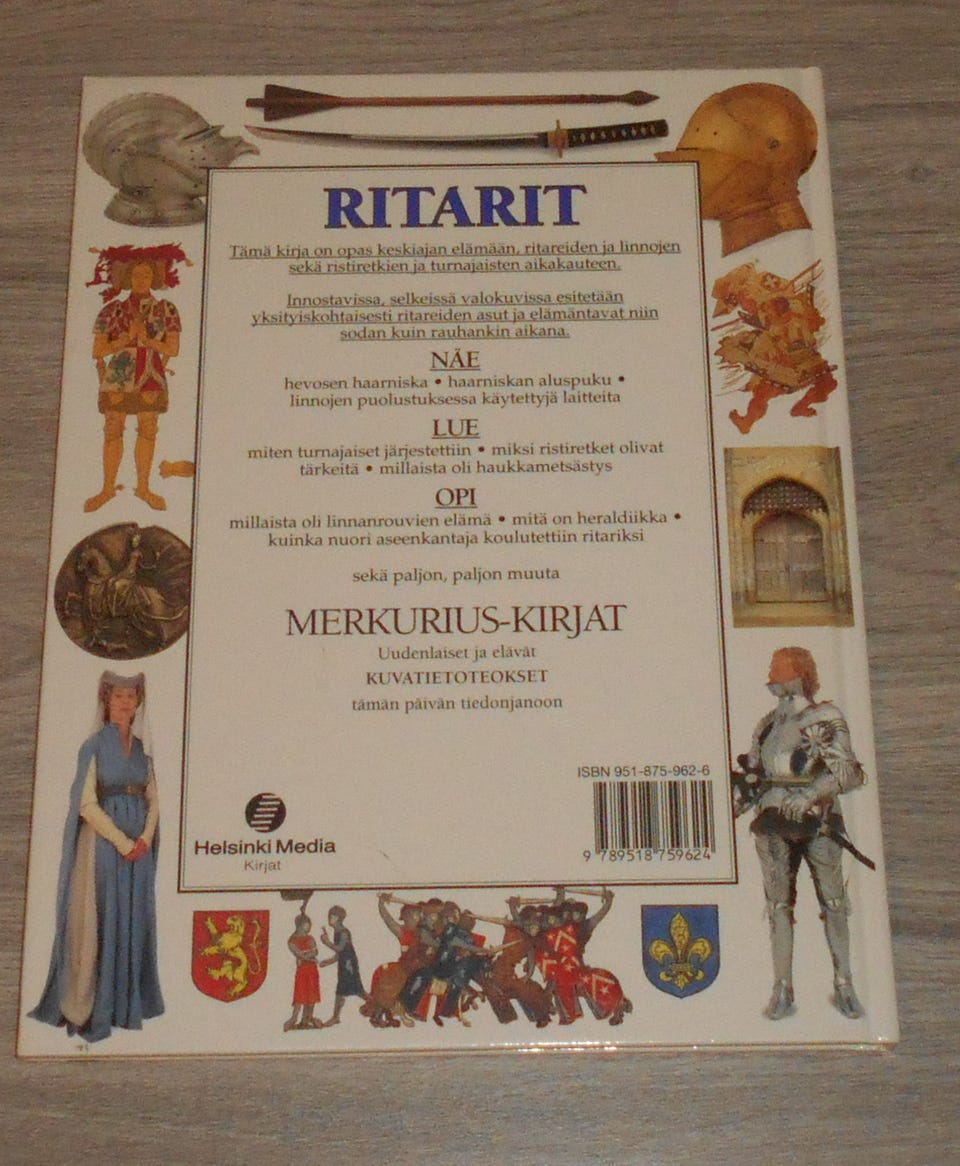 RITARIT
Tämä kirja on opas keskiajan elämään, ritareiden ja linnojen
sekä ristiretkien ja turnajaisten aikakauteen.
Innostavissa, selkeissä valokuvissa esitetään
yksityiskohtaisesti ritareiden asut ja elämäntavat niin
sodan kuin rauhankin aikana.
NÄE
hevosen haarniska • haarniskan aluspuku •
linnojen puolustuksessa käytettyjä laitteita
LUE
miten turnajaiset järjestettiin • miksi ristiretket olivat
tärkeitä • millaista oli haukkametsästys
OPI
millaista oli linnanrouvien elämä • mitä on heraldiikka •
kuinka nuori aseenkantaja koulutettiin ritariksi
sekä paljon, paljon muuta
MERKURIUS-KIRJAT
Uudenlaiset ja elävät
KUVATIETOTEOKSET
tämän päivän tiedonjanoon
ISBN 951-875-962-6
9 789518 759624
Helsinki Media
Kirjat